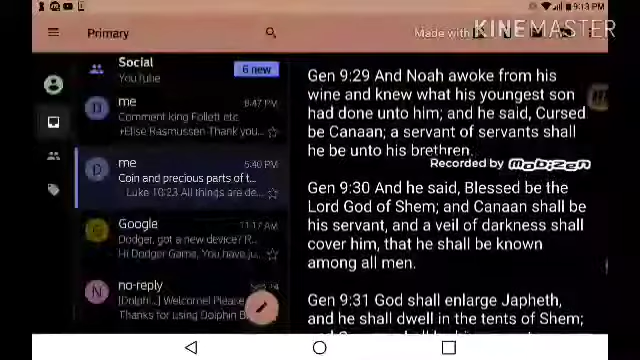 9:13 PM
Primary
Made with
KINEMASTER
Social
YouTube
6 new
D
me
8:47 PM
Comment king Follett etc
+Elise Rasmussen Thank you...
D
me
5:40 PM
Coin and precious parts of t...
Luke 10:23 All things are de...
G
Google
11:17 AM
Dodger, got a new device? R...
Hi Dodger Game, You have ju...
N
no-reply
[Dolphi...] Welcome! Please
Thanks for using Dolphin B
Gen 9:29 And Noah awoke from his
wine and knew what his youngest son
had done unto him; and he said, Cursed
be Canaan; a servant of servants shall
he be unto his brethren.
Recorded by mobizen
Gen 9:30 And he said, Blessed be the
Lord God of Shem; and Canaan shall be
his servant, and a veil of darkness shall
cover him, that he shall be known
among all men.
Gen 9:31 God shall enlarge Japheth,
and he shall dwell in the tents of Shem;